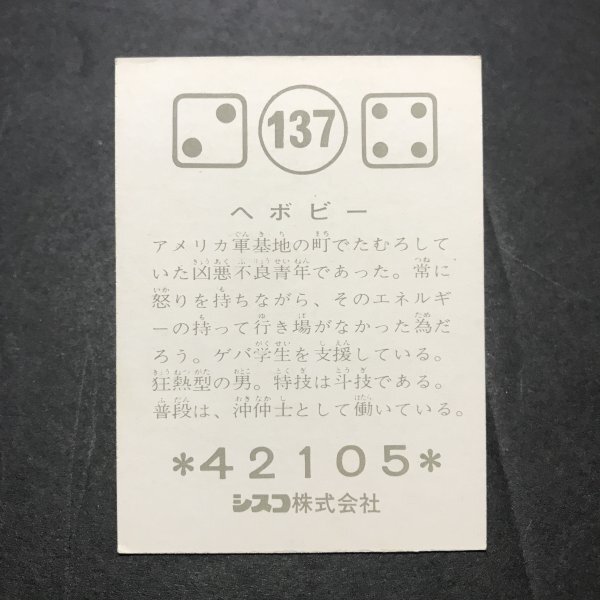 137
ヘボビー
アメリカ軍基地の町でたむろして
いた凶悪不良青年であった。常に
怒りを持ちながら、そのエネルギ
ーの持って行き場がなかった為だ
ろう。ゲバ学生を支援している。
狂熱型の男。特技は斗技である。
普段は、沖仲士として働いている。
*42105*
シスコ株式会社